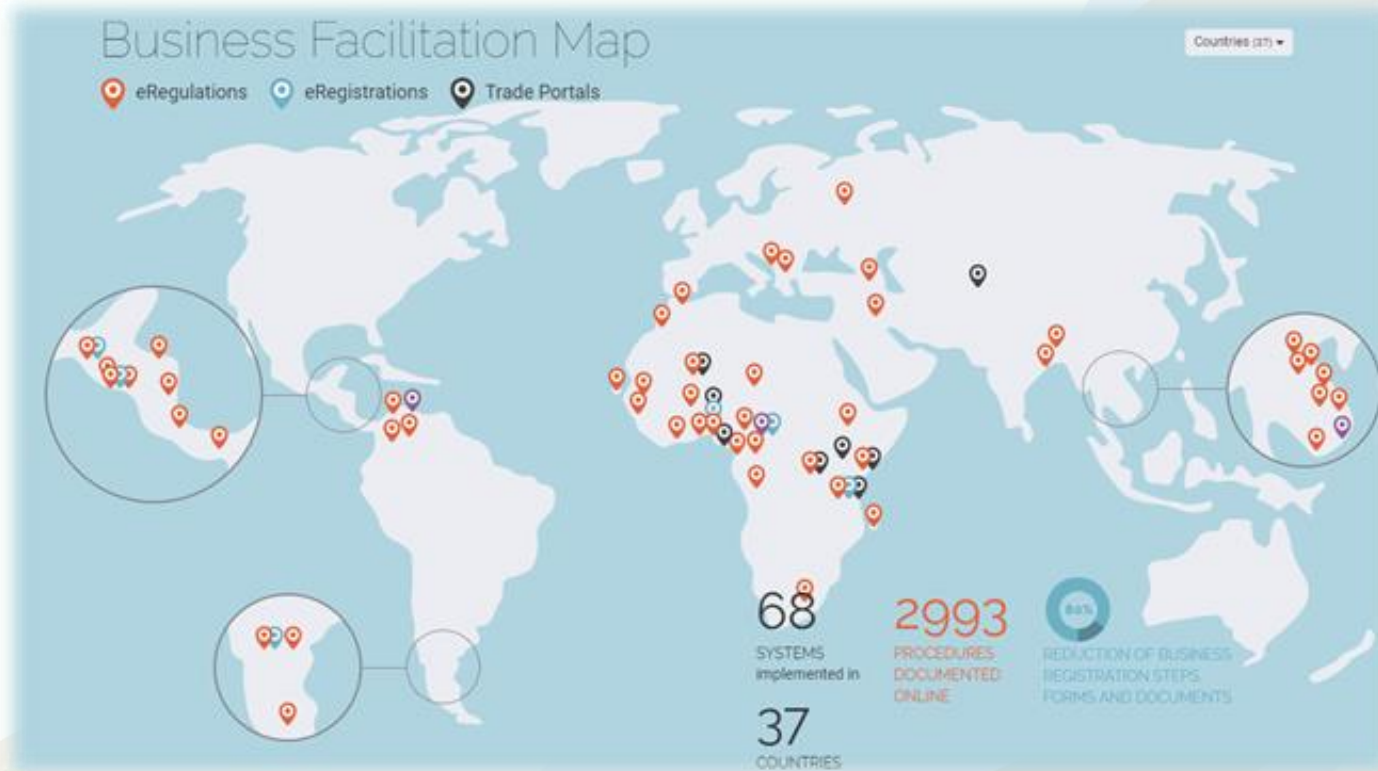 Business Facilitation Map
Countries (37)
eRegulations eRegistrations Trade Portals
68
SYSTEMS
implemented in
37
COUNTRIES
2993
PROCEDURES
DOCUMENTED
ONLINE
REDUCTION OF BUSINESS
REGISTRATION STEPS
FORMS AND DOCUMENTS